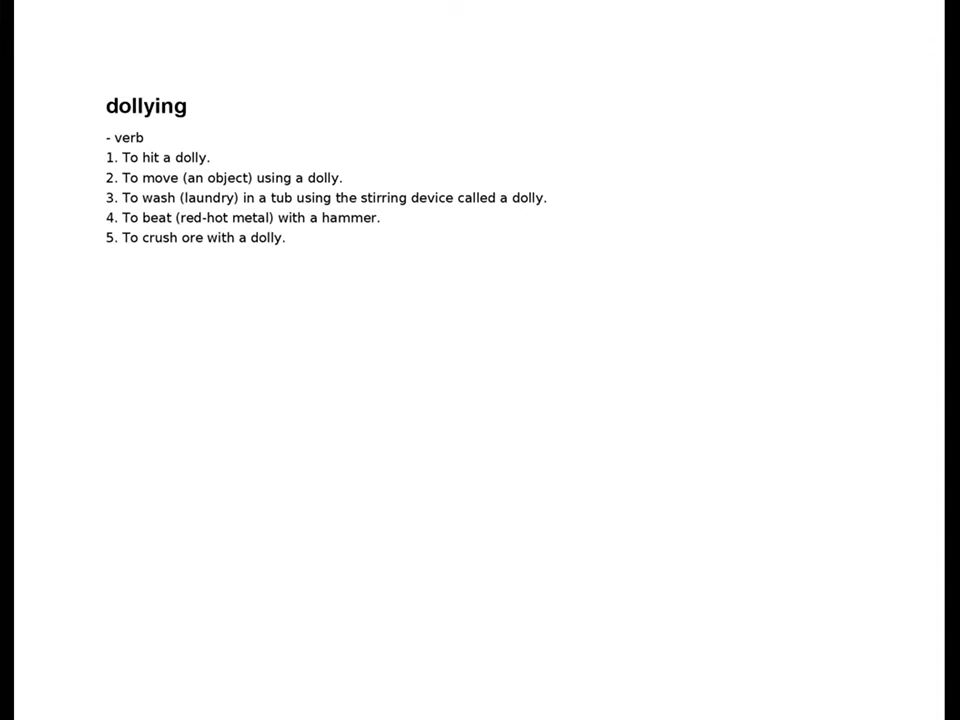 dollying
- verb
1. To hit a dolly.
2. To move (an object) using a dolly.
3. To wash (laundry) in a tub using the stirring device called a dolly.
4. To beat (red-hot metal) with a hammer.
5. To crush ore with a dolly.